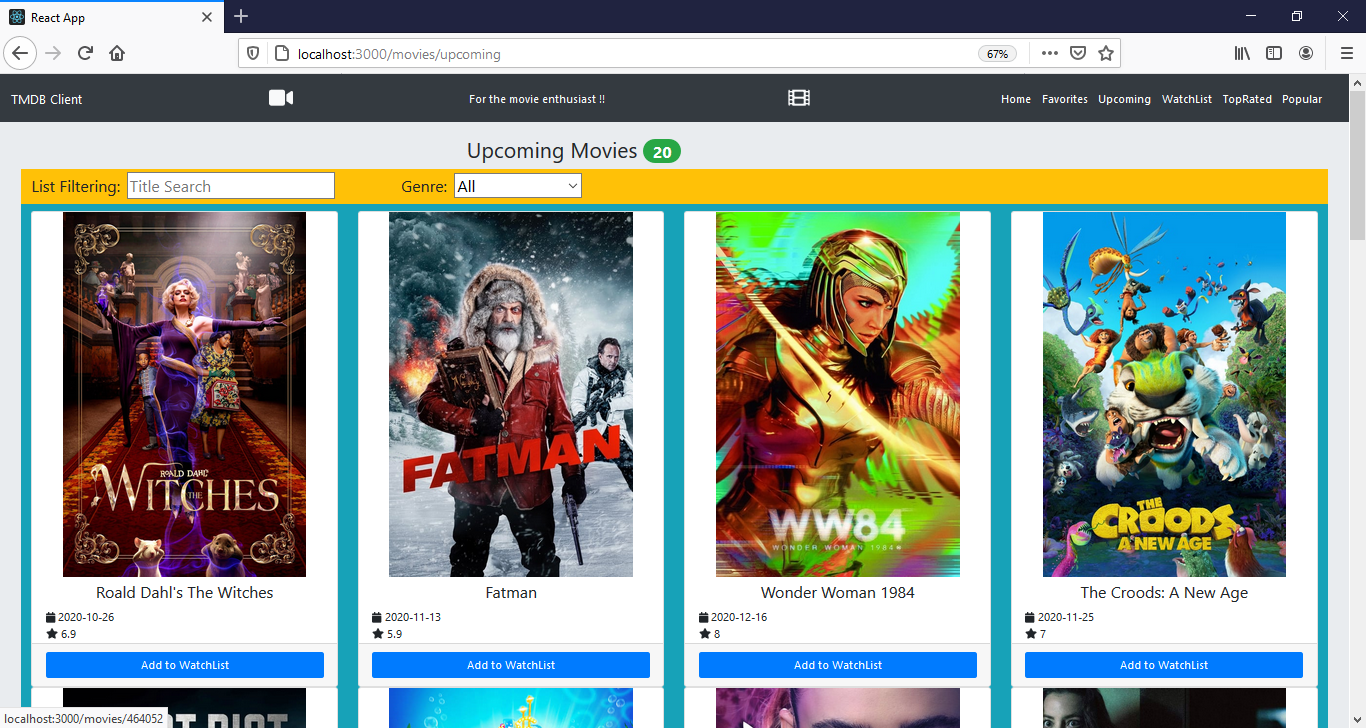 React App
localhost:3000/movies/upcoming
67%
TMDB Client
For the movie enthusiast !!
Home Favorites Upcoming WatchList TopRated Popular
Upcoming Movies 20
List Filtering: Title Search Genre: All
ROALD DAHL'S
THE WITCHES
FATMAN
WW84
WONDER WOMAN 1984
THE
CROODS
A NEW AGE
Roald Dahl's The Witches
Fatman
Wonder Woman 1984
The Croods: A New Age
2020-10-26
2020-11-13
2020-12-16
2020-11-25
6.9
5.9
8
7
Add to WatchList
Add to WatchList
Add to WatchList
Add to WatchList
localhost:3000/movies/464052